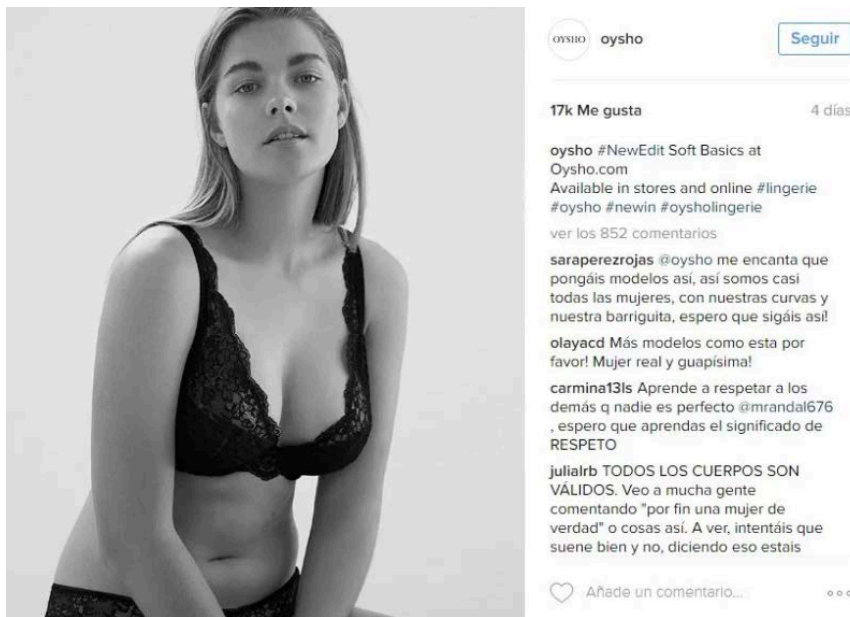 OYSHO
oysho
Seguir
17k Me gusta
4 días
oysho #NewEdit Soft Basics at
Oysho.com
Available in stores and online #lingerie
#oysho #newin #oysholingerie
ver los 852 comentarios
saraperezrojas @oysho me encanta que
pongáis modelos así, así somos casi
todas las mujeres, con nuestras curvas y
nuestra barriguita, espero que sigáis así!
olayacd Más modelos como esta por
favor! Mujer real y guapísima!
carmina13ls Aprende a respetar a los
demás q nadie es perfecto @mrandal676
, espero que aprendas el significado de
RESPETO
julialrb TODOS LOS CUERPOS SON
VÁLIDOS. Veo a mucha gente
comentando "por fin una mujer de
verdad" o cosas así. A ver, intentáis que
suene bien y no, diciendo eso estais
Añade un comentario...